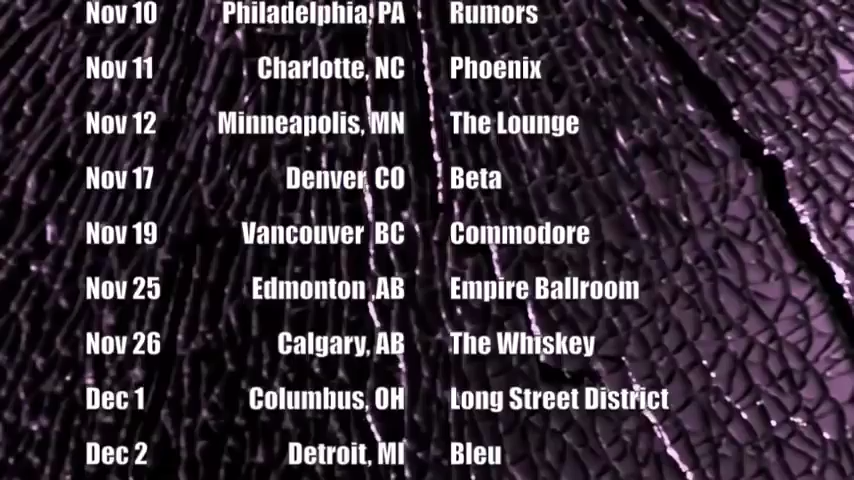 Nov 10 Philadelphia, PA Rumors
Nov 11 Charlotte, NC Phoenix
Nov 12 Minneapolis, MN The Lounge
Nov 17 Denver, CO Beta
Nov 19 Vancouver BC Commodore
Nov 25 Edmonton ,AB Empire Ballroom
Nov 26 Calgary, AB The Whiskey
Dec 1 Columbus, OH Long Street District
Dec 2 Detroit, MI Bleu